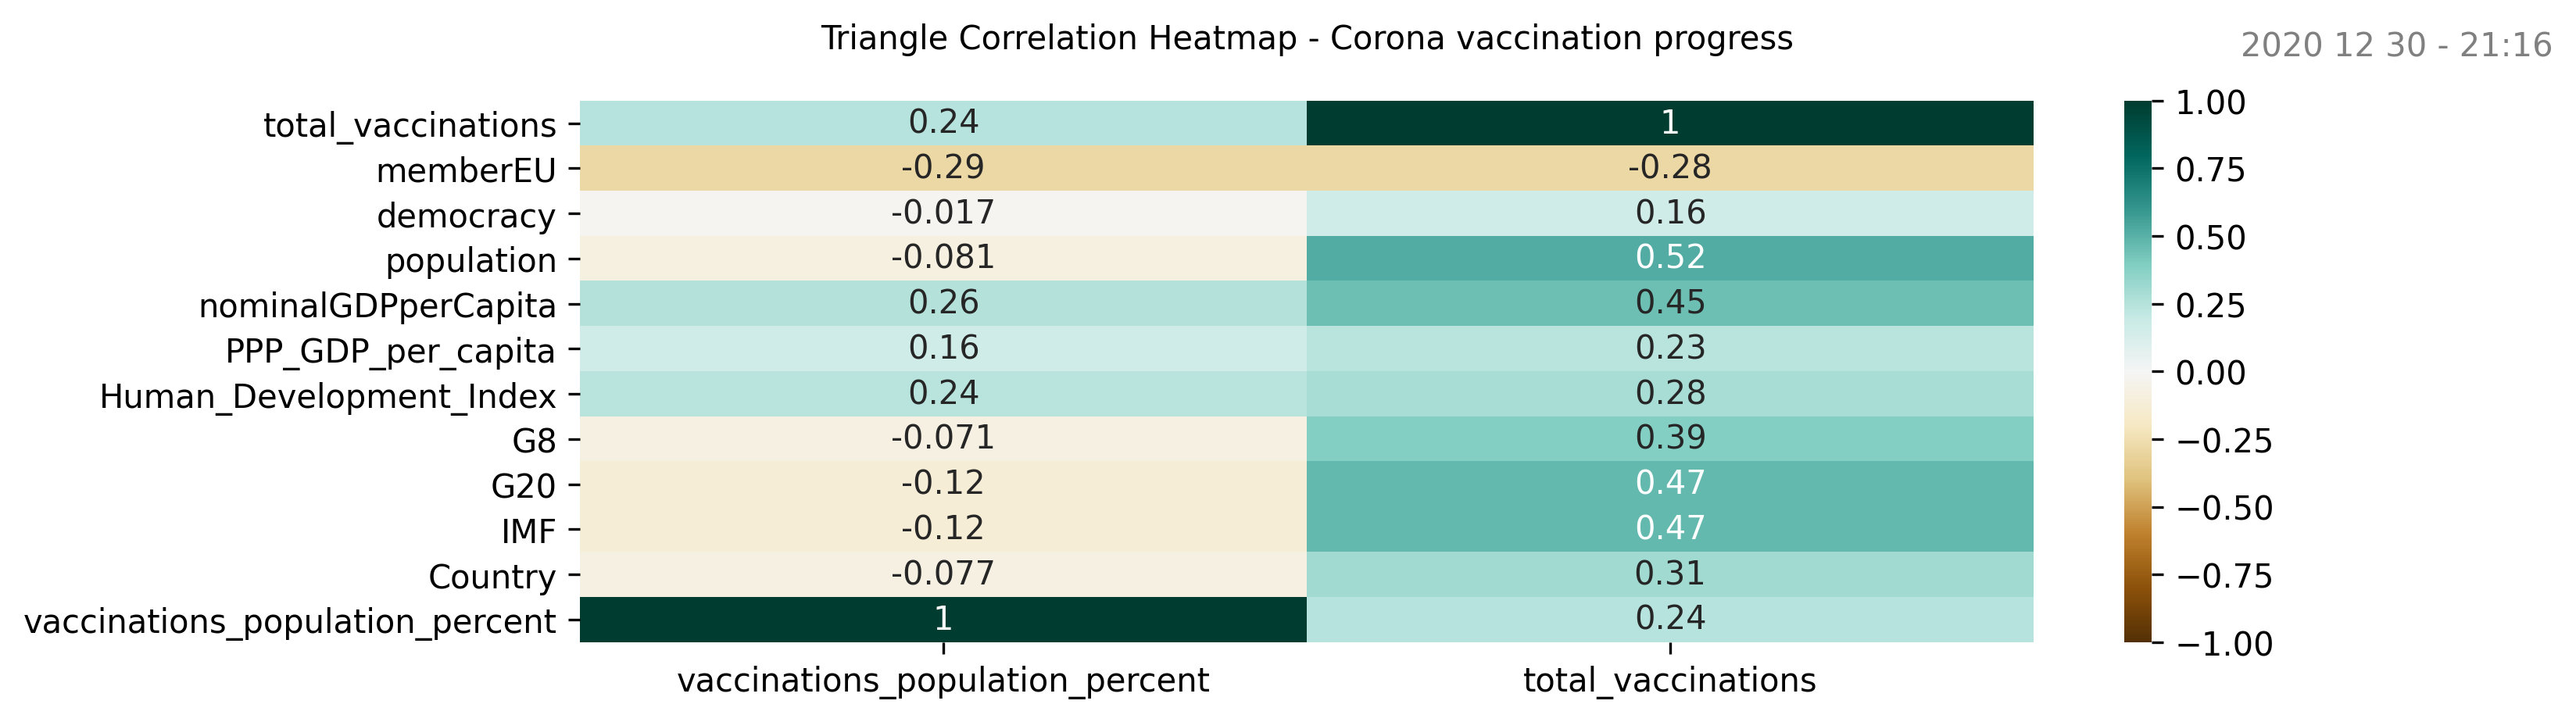 Triangle Correlation Heatmap - Corona vaccination progress
2020 12 30 - 21:16
total_vaccinations 0.24 1
memberEU -0.29 -0.28
democracy -0.017 0.16
population -0.081 0.52
nominalGDPperCapita 0.26 0.45
PPP_GDP_per_capita 0.16 0.23
Human_Development_Index 0.24 0.28
G8 -0.071 0.39
G20 -0.12 0.47
IMF -0.12 0.47
Country -0.077 0.31
vaccinations_population_percent 1 0.24
vaccinations_population_percent total_vaccinations
1.00
0.75
0.50
0.25
0.00
−0.25
−0.50
−0.75
−1.00